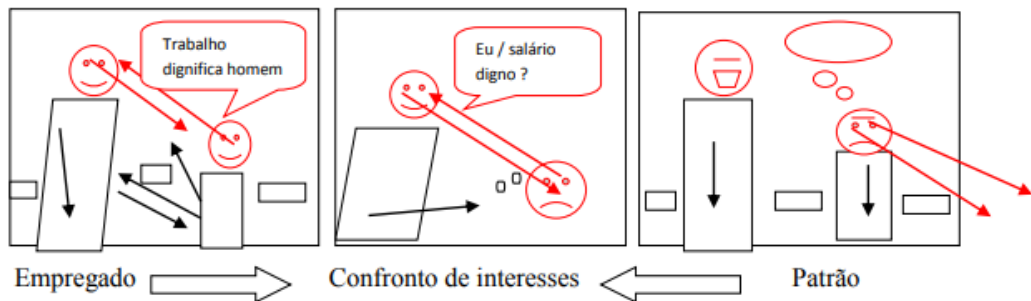 Trabalho
dignifica homem
Eu / salário
digno ?
Empregado
Confronto de interesses
Patrão